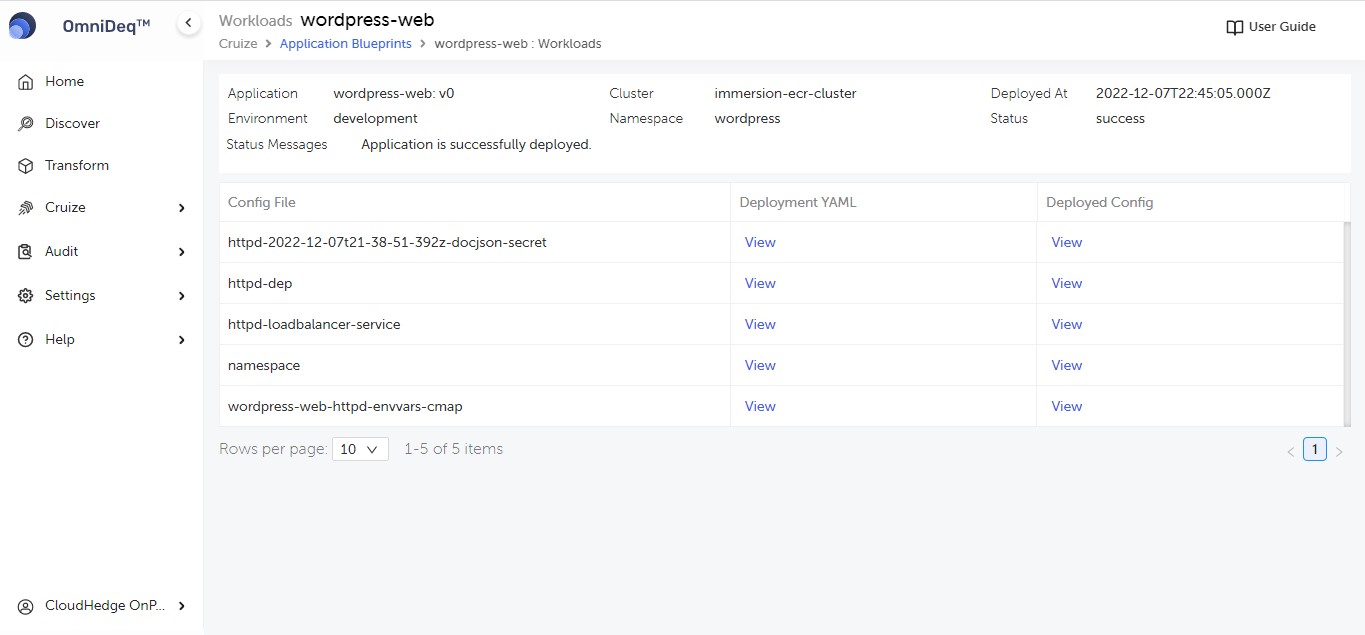 OmniDeq™
Workloads wordpress-web
Cruize > Application Blueprints > wordpress-web : Workloads
User Guide
Home
Discover
Transform
Cruize
Audit
Settings
Help
CloudHedge OnP...
Application wordpress-web: v0 Cluster immersion-ecr-cluster Deployed At 2022-12-07T22:45:05.000Z
Environment development Namespace wordpress Status success
Status Messages Application is successfully deployed.
Config File Deployment YAML Deployed Config
httpd-2022-12-07t21-38-51-392z-docjson-secret View View
httpd-dep View View
httpd-loadbalancer-service View View
namespace View View
wordpress-web-httpd-envvars-cmap View View
Rows per page: 10 1-5 of 5 items < 1 >